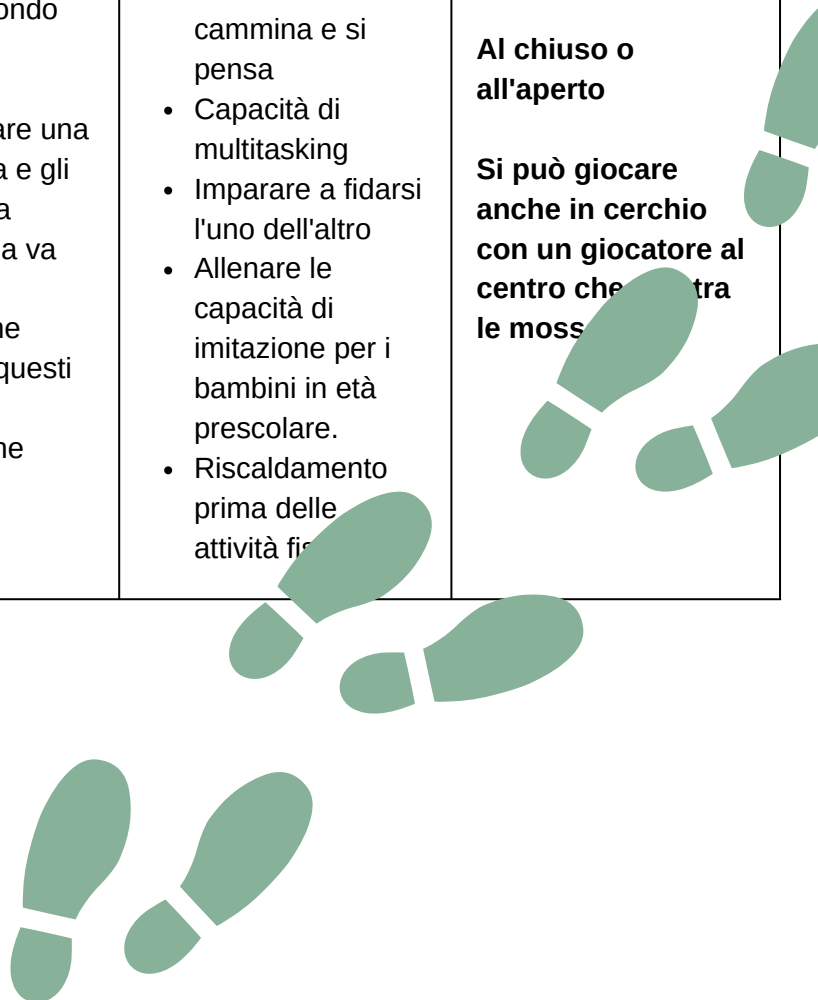 ondo
are una
a e gli
a
a va
ne
questi
ne
cammina e si
pensa
• Capacità di
multitasking
• Imparare a fidarsi
l'uno dell'altro
• Allenare le
capacità di
imitazione per i
bambini in età
prescolare.
• Riscaldamento
prima delle
attività
Al chiuso o
all'aperto
Si può giocare
anche in cerchio
con un giocatore al
centro
le